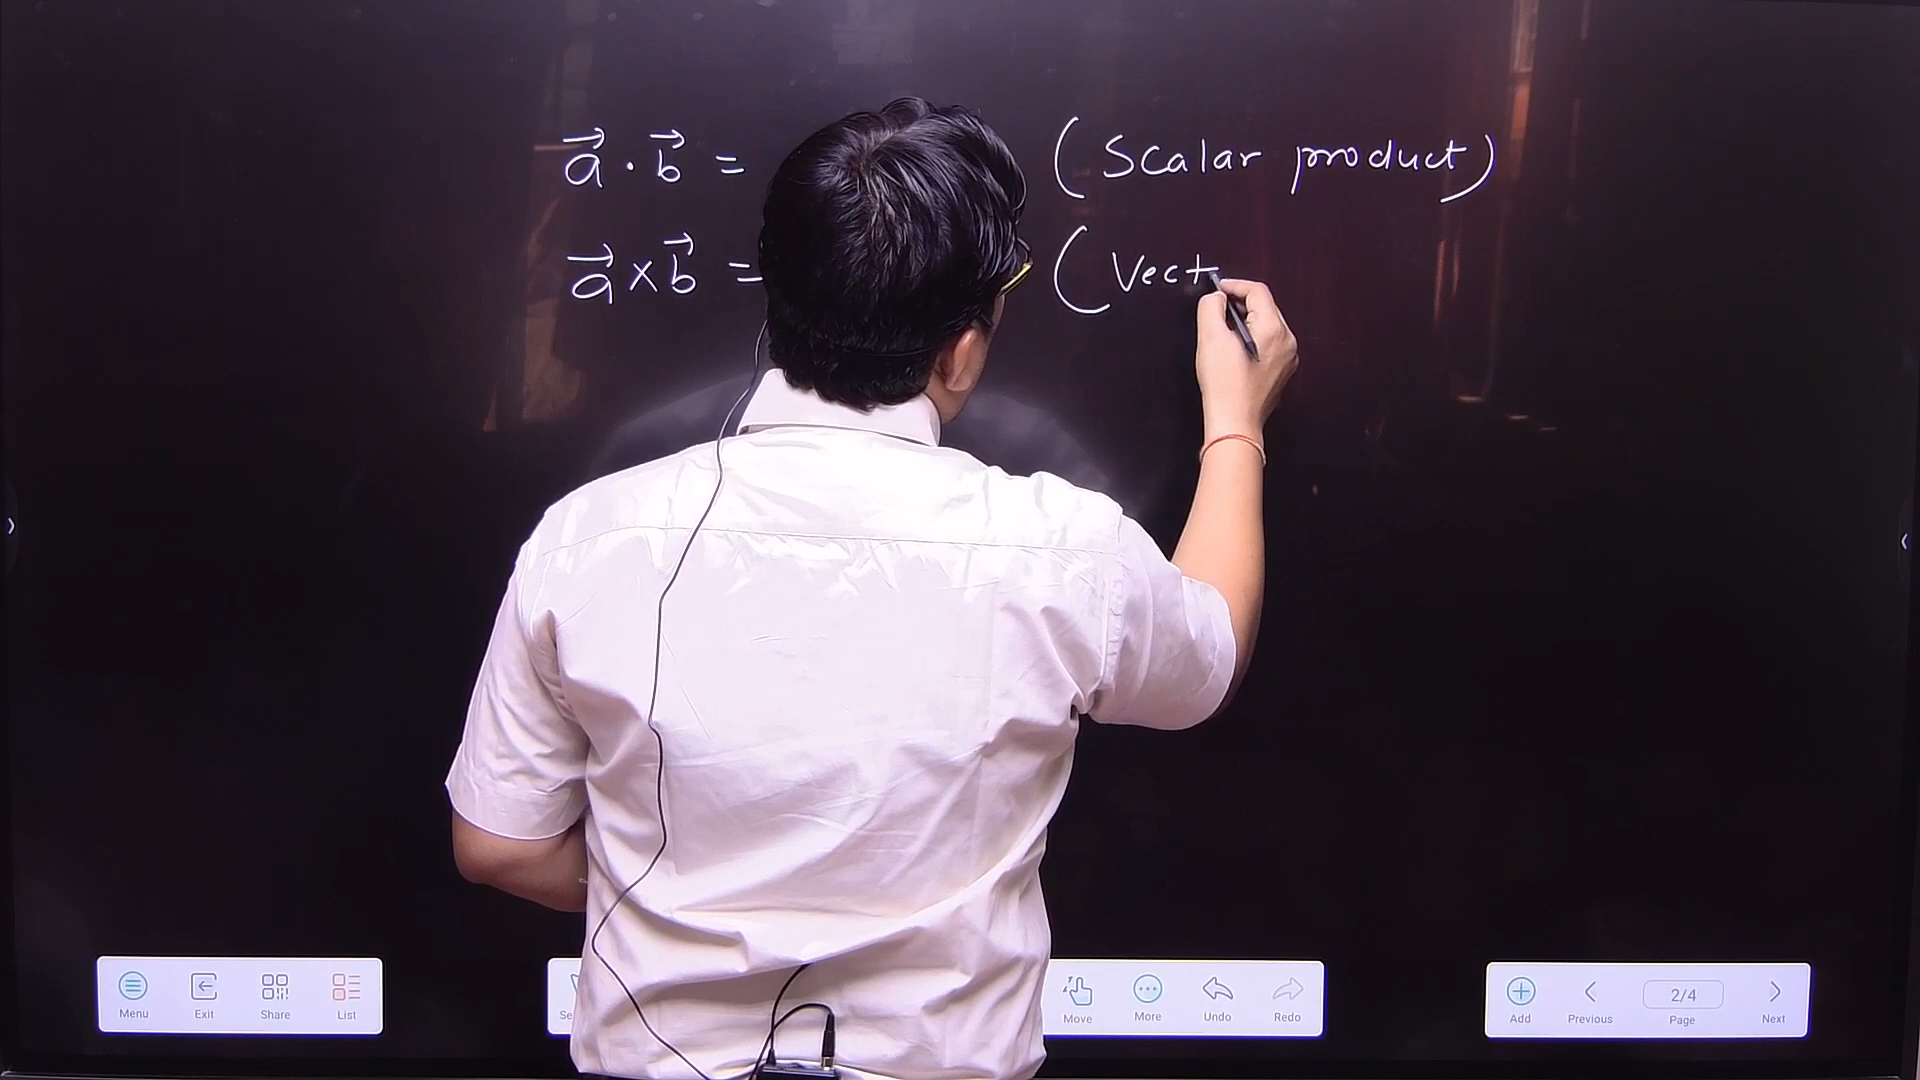 a⃗ · b⃗ = (Scalar product)
a⃗ × b⃗ = (Vect
Menu Exit Share List Move More Undo Redo Add Previous 2/4 Page Next